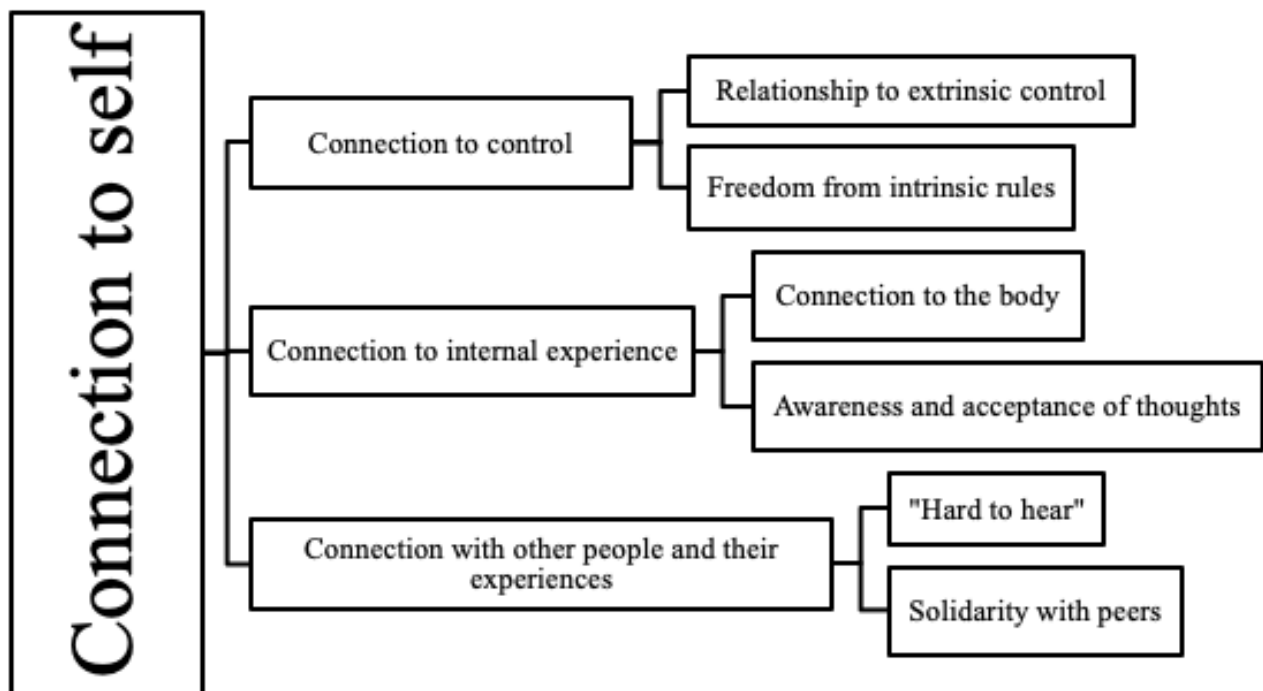 Connection to self
Connection to control
Relationship to extrinsic control
Freedom from intrinsic rules
Connection to internal experience
Connection to the body
Awareness and acceptance of thoughts
Connection with other people and their
experiences
"Hard to hear"
Solidarity with peers